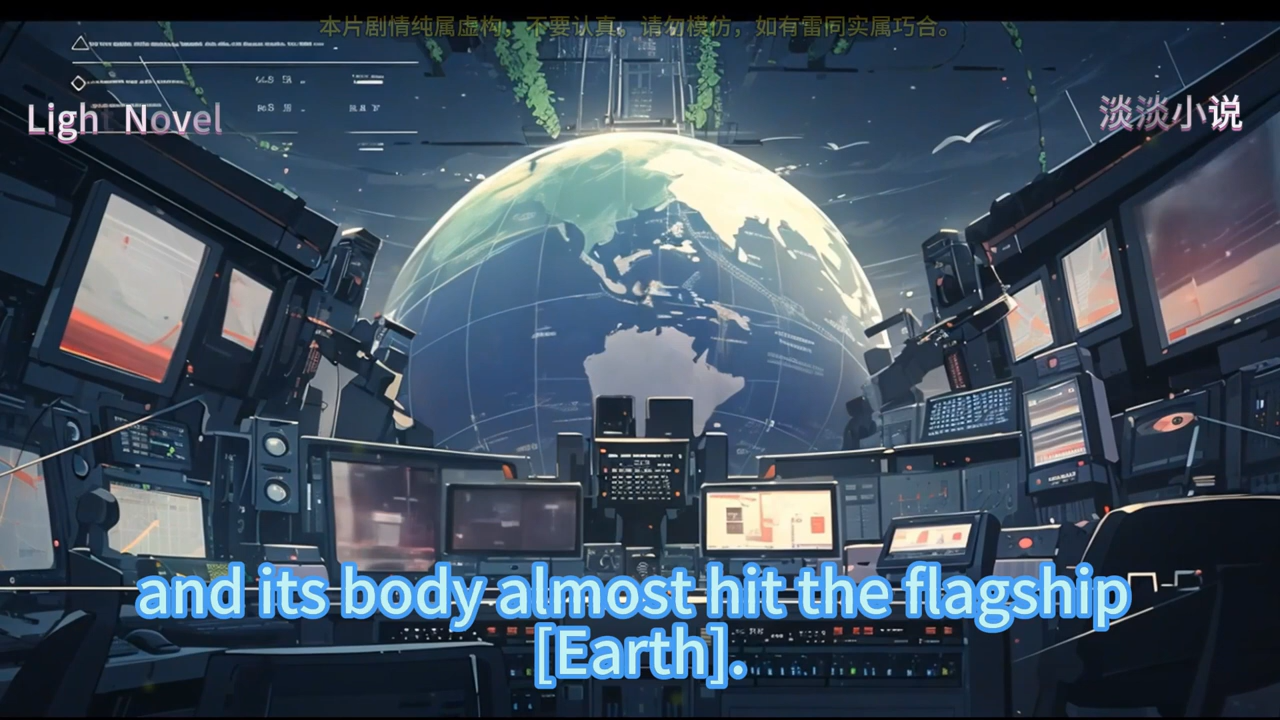 本片剧情纯属虚构，不要认真，请勿模仿，如有雷同实属巧合。
Light Novel
淡淡小说
and its body almost hit the flagship
[Earth].